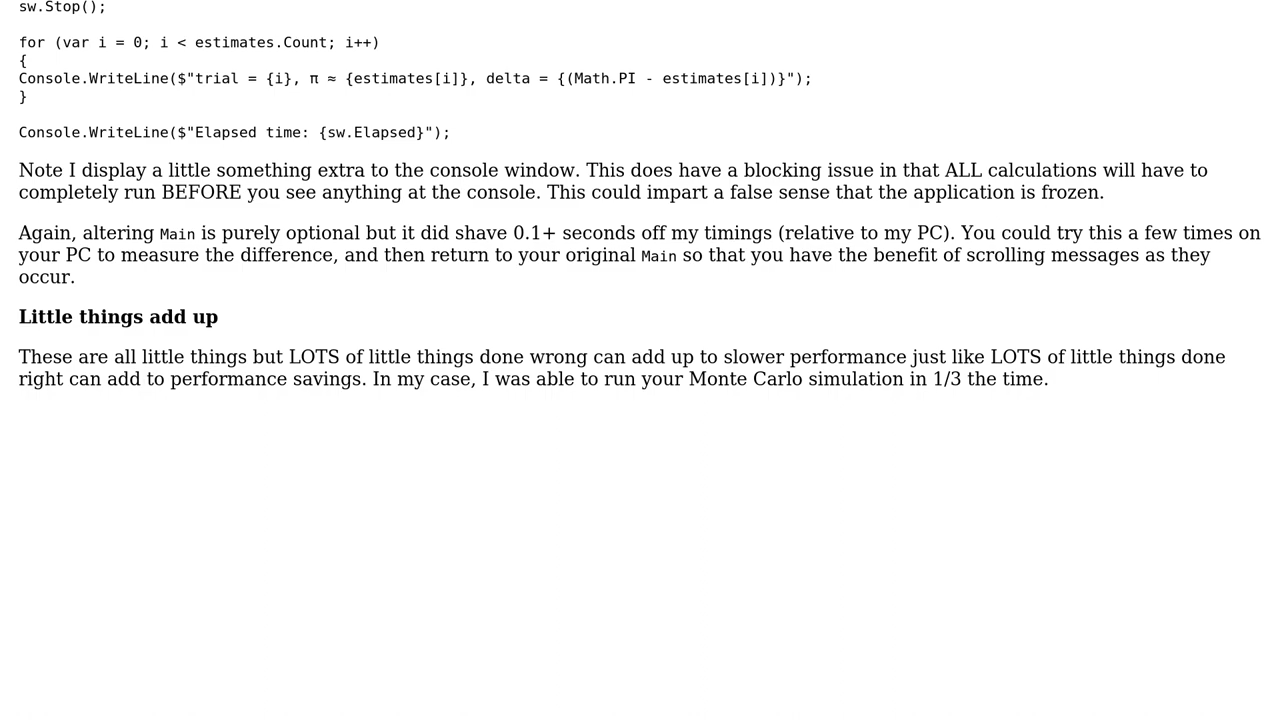 sw.Stop();
for (var i = 0; i < estimates.Count; i++)
{
Console.WriteLine($"trial = {i}, π ≈ {estimates[i]}, delta = {(Math.PI - estimates[i])}");
}
Console.WriteLine($"Elapsed time: {sw.Elapsed}");
Note I display a little something extra to the console window. This does have a blocking issue in that ALL calculations will have to
completely run BEFORE you see anything at the console. This could impart a false sense that the application is frozen.
Again, altering Main is purely optional but it did shave 0.1+ seconds off my timings (relative to my PC). You could try this a few times on
your PC to measure the difference, and then return to your original Main so that you have the benefit of scrolling messages as they
occur.
Little things add up
These are all little things but LOTS of little things done wrong can add up to slower performance just like LOTS of little things done
right can add to performance savings. In my case, I was able to run your Monte Carlo simulation in 1/3 the time.